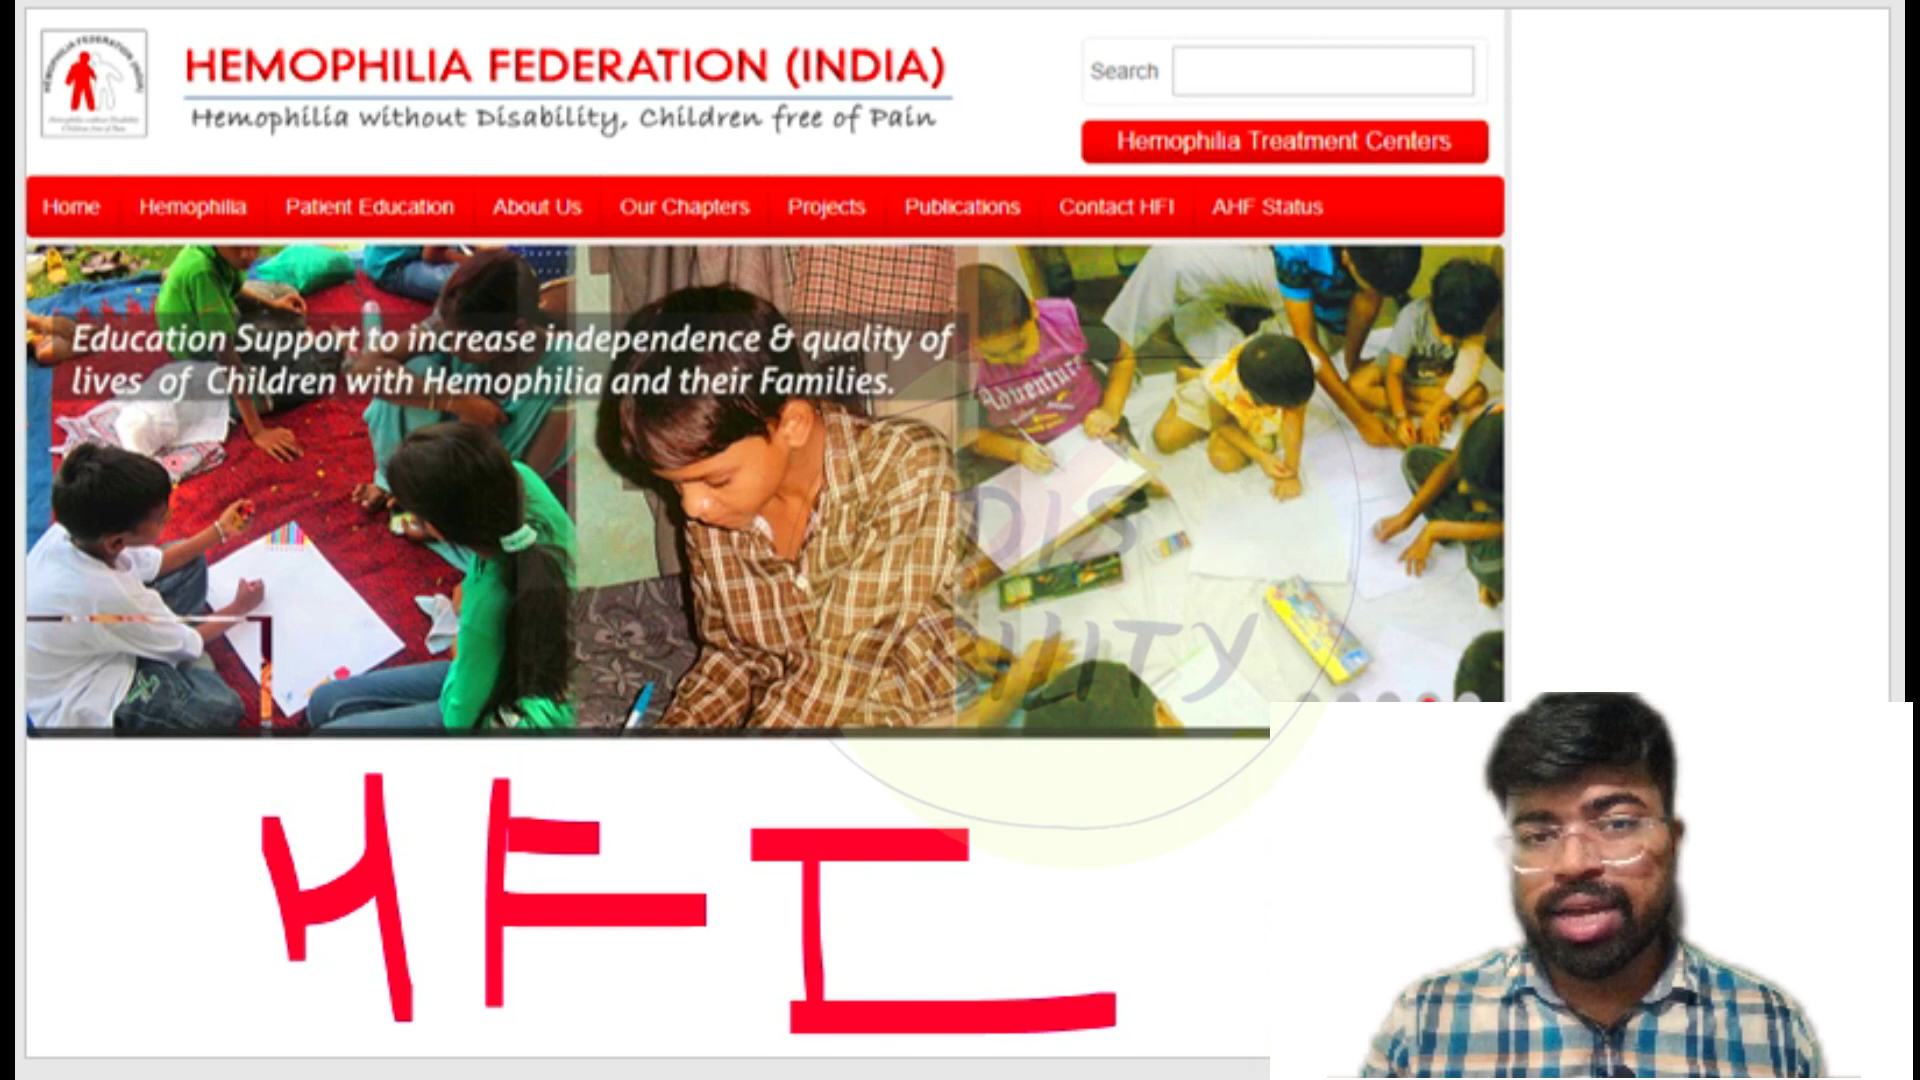 HEMOPHILIA FEDERATION (INDIA)
Hemophilia without Disability, Children free of Pain
Search
Hemophilia Treatment Centers
Home Hemophilia Patient Education About Us Our Chapters Projects Publications Contact HFI AHF Status
Education Support to increase independence & quality of
lives of Children with Hemophilia and their Families.
Adventure
DIS
HFI